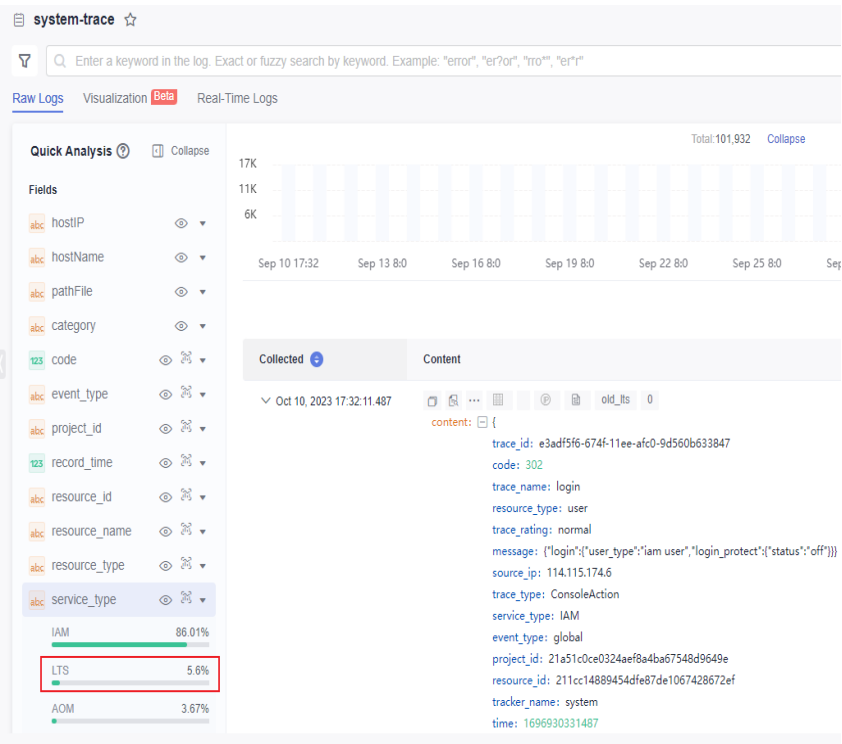 system-trace
Enter a keyword in the log. Exact or fuzzy search by keyword. Example: "error", "er?or", "rro*", "er*r"
Raw Logs Visualization Beta Real-Time Logs
Quick Analysis ? Collapse
Fields
abc hostIP
abc hostName
abc pathFile
abc category
123 code
abc event_type
abc project_id
123 record_time
abc resource_id
abc resource_name
abc resource_type
abc service_type
IAM 86.01%
LTS 5.6%
AOM 3.67%
Total:101,932 Collapse
17K
11K
6K
Sep 10 17:32 Sep 13 8:0 Sep 16 8:0 Sep 19 8:0 Sep 22 8:0 Sep 25 8:0 Sep
Collected Content
Oct 10, 2023 17:32:11.487 old_lts 0
content: {
trace_id: e3adf5f6-674f-11ee-afc0-9d560b633847
code: 302
trace_name: login
resource_type: user
trace_rating: normal
message: {"login":{"user_type":"iam user","login_protect":{"status":"off"}}}
source_ip: 114.115.174.6
trace_type: ConsoleAction
service_type: IAM
event_type: global
project_id: 21a51c0ce0324aef8a4ba67548d9649e
resource_id: 211cc14889454dfe87de1067428672ef
tracker_name: system
time: 1696930331487